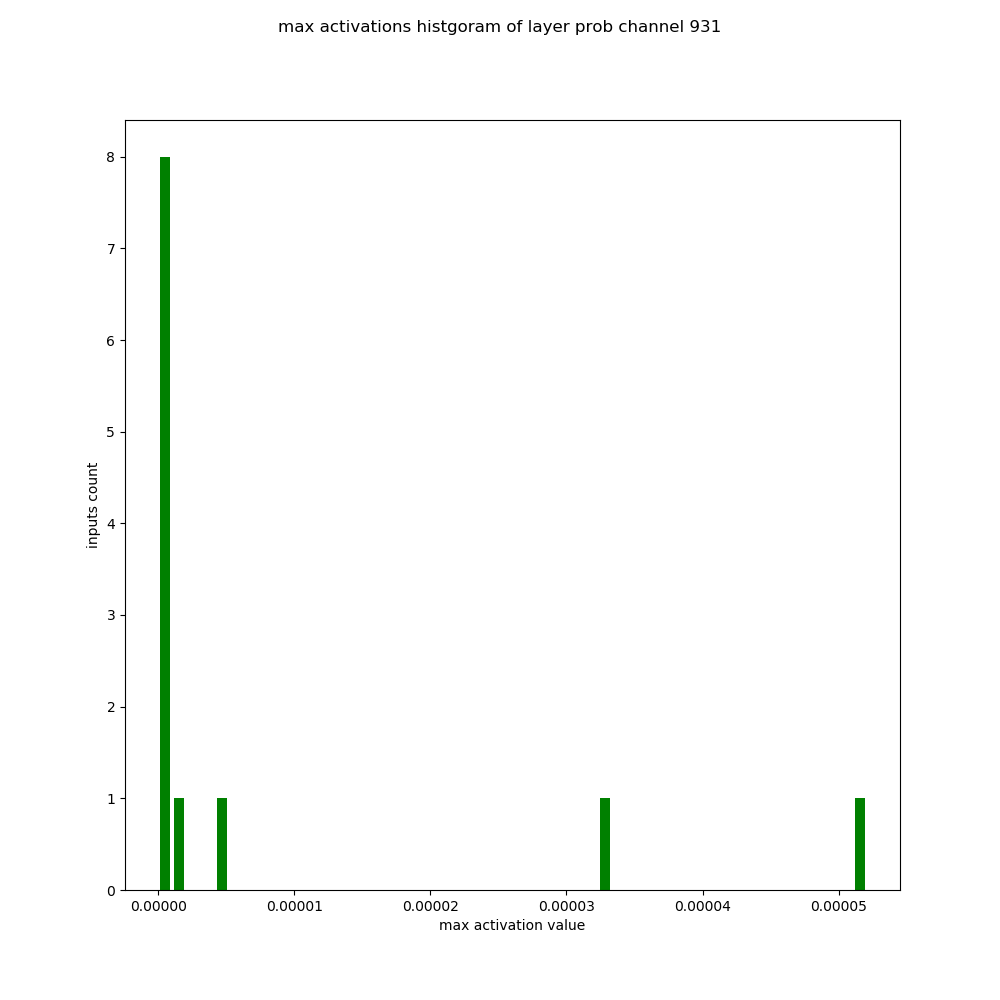 max activations histgoram of layer prob channel 931
8
7
6
5
4
3
2
1
0
inputs count
0.00000 0.00001 0.00002 0.00003 0.00004 0.00005
max activation value